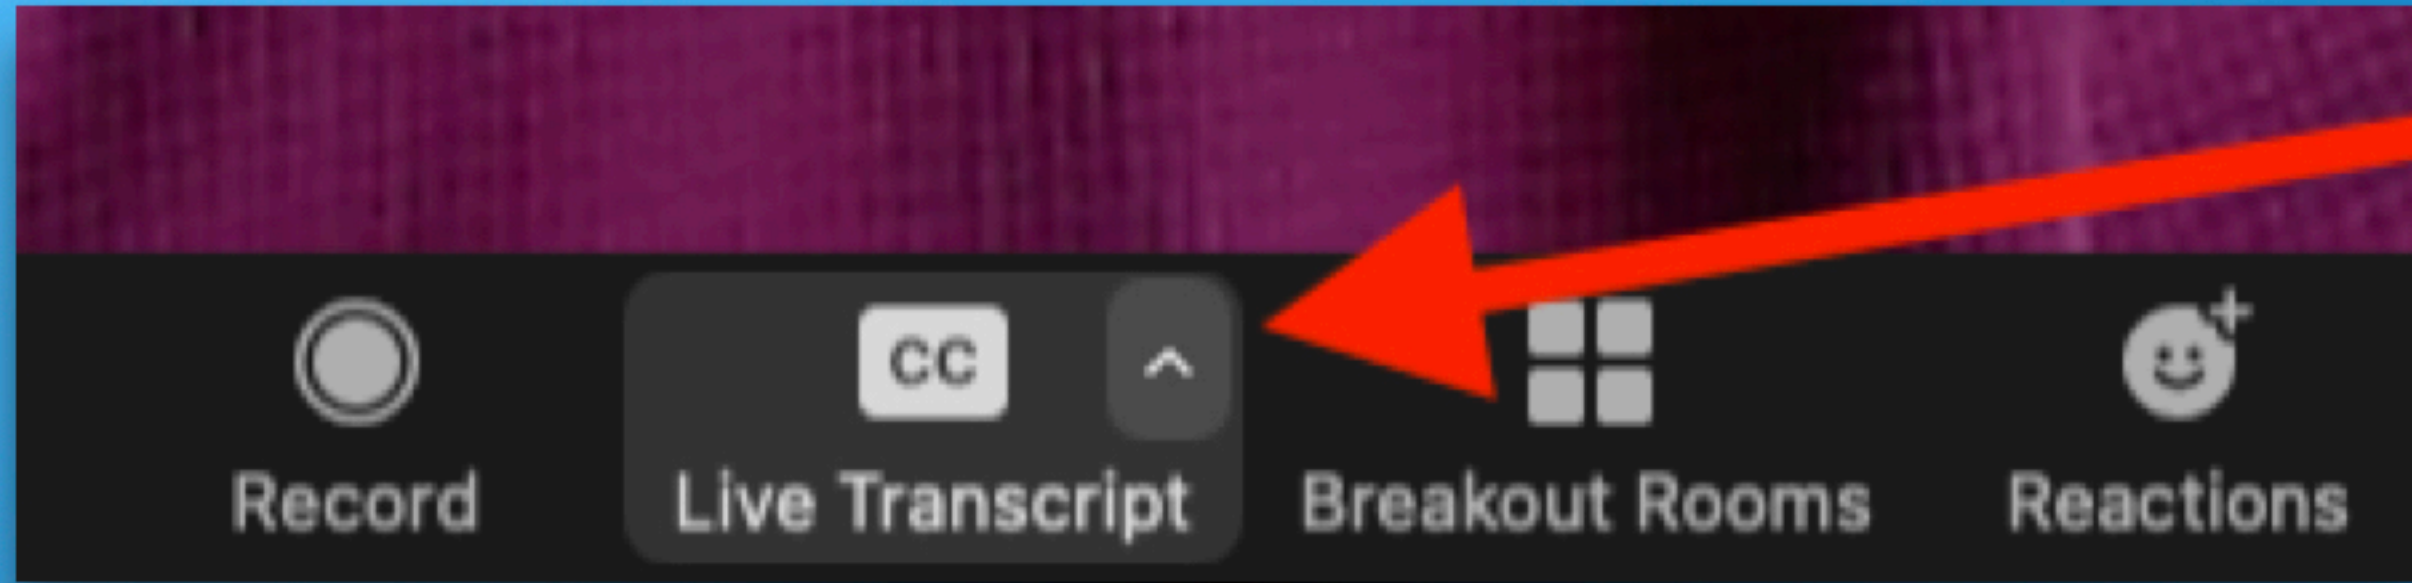 CC
Record
Live Transcript
Breakout Rooms
Reactions